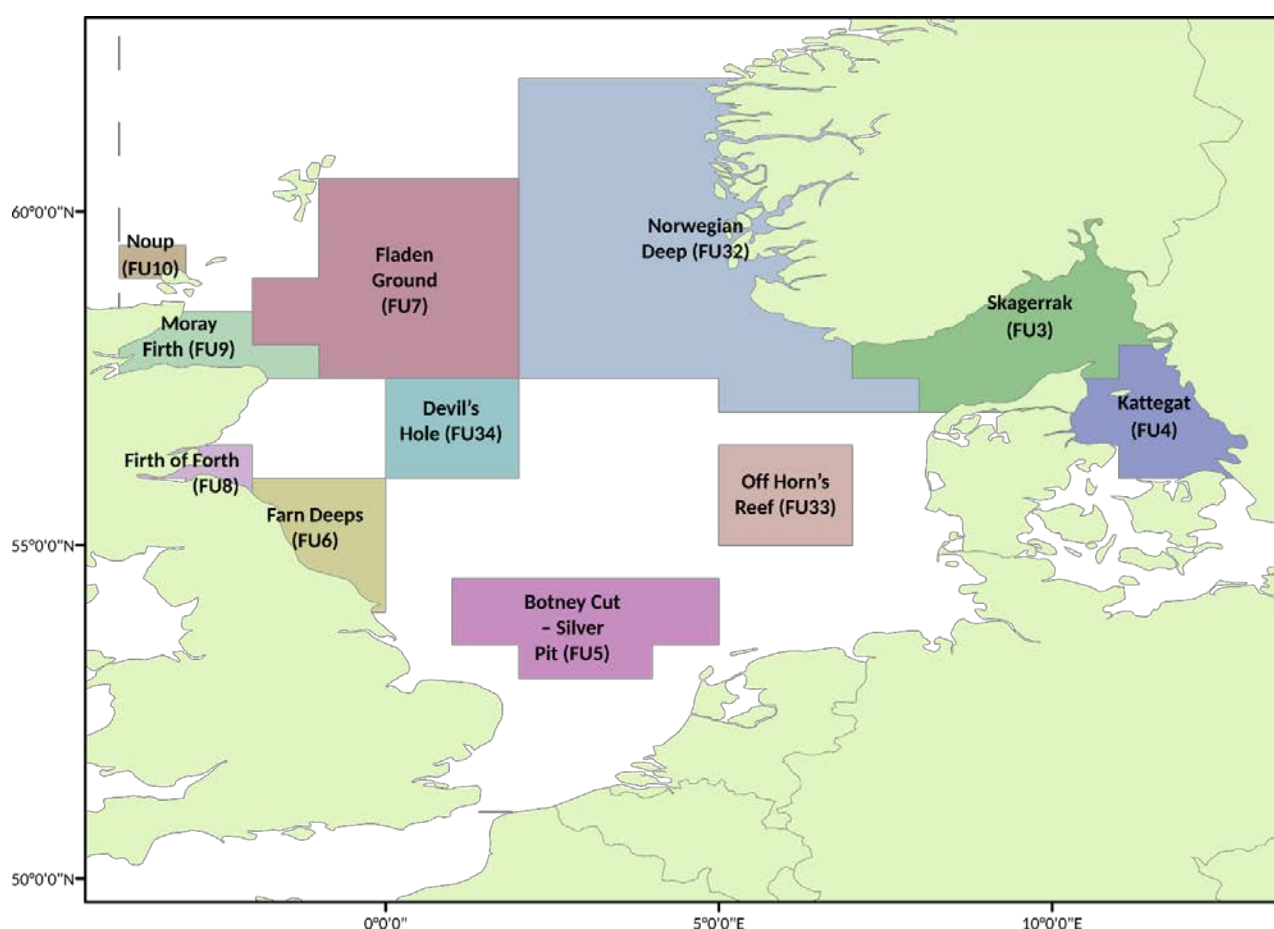 60°0'0"N
55°0'0"N
50°0'0"N
Noup
(FU10)
Moray
Firth (FU9)
Fladen
Ground
(FU7)
Norwegian
Deep (FU32)
Skagerrak
(FU3)
Kattegat
(FU4)
Devil's
Hole (FU34)
Firth of Forth
(FU8)
Farn Deeps
(FU6)
Off Horn's
Reef (FU33)
Botney Cut
– Silver
Pit (FU5)
0°0'0"
5°0'0"E
10°0'0"E